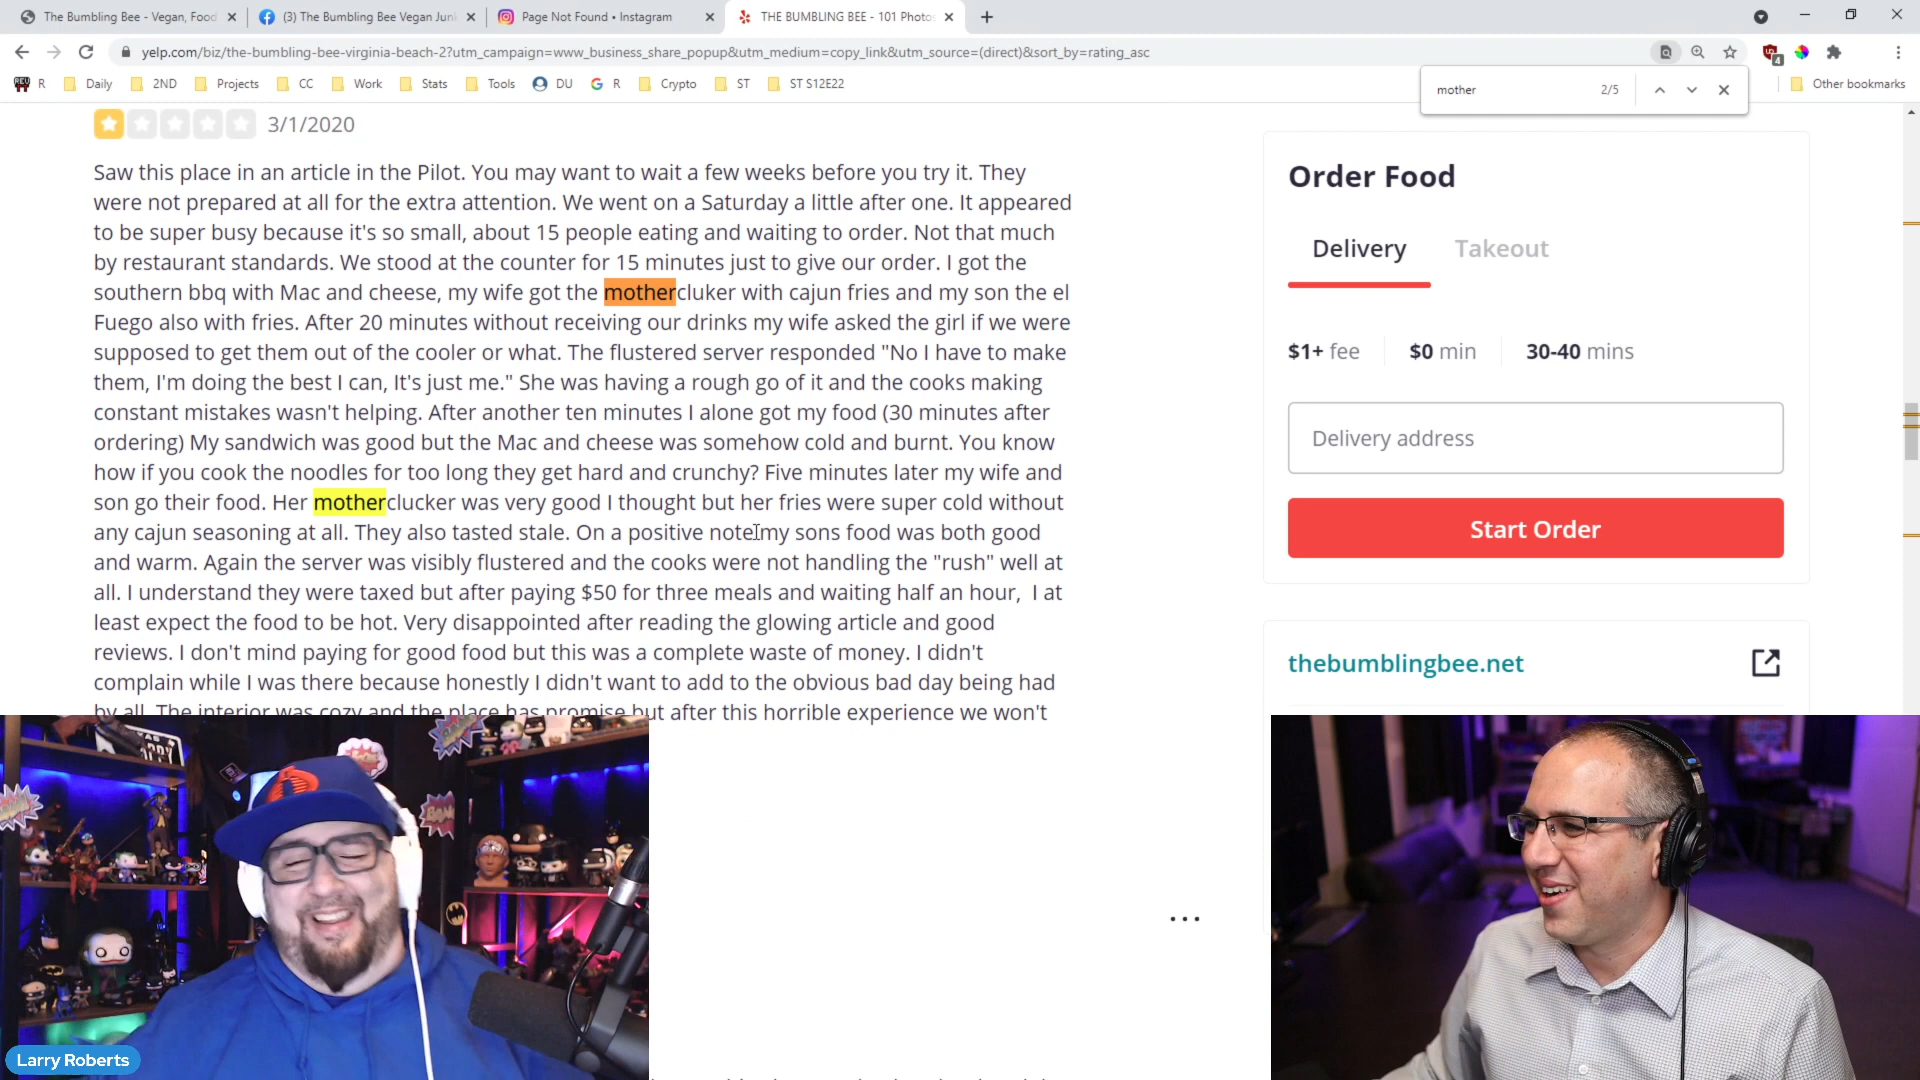 The Bumbling Bee - Vegan, Food
(3) The Bumbling Bee Vegan Juni
Page Not Found • Instagram
THE BUMBLING BEE - 101 Photos
yelp.com/biz/the-bumbling-bee-virginia-beach-2?utm_campaign=www_business_share_popup&utm_medium=copy_link&utm_source=(direct)&sort_by=rating_asc
4
R
Daily
2ND
Projects
CC
Work
Stats
Tools
DU
R
Crypto
ST
ST S12E22
Other bookmarks
mother 2/5
3/1/2020
Saw this place in an article in the Pilot. You may want to wait a few weeks before you try it. They
were not prepared at all for the extra attention. We went on a Saturday a little after one. It appeared
to be super busy because it's so small, about 15 people eating and waiting to order. Not that much
by restaurant standards. We stood at the counter for 15 minutes just to give our order. I got the
southern bbq with Mac and cheese, my wife got the mothercluker with cajun fries and my son the el
Fuego also with fries. After 20 minutes without receiving our drinks my wife asked the girl if we were
supposed to get them out of the cooler or what. The flustered server responded "No I have to make
them, I'm doing the best I can, It's just me." She was having a rough go of it and the cooks making
constant mistakes wasn't helping. After another ten minutes I alone got my food (30 minutes after
ordering) My sandwich was good but the Mac and cheese was somehow cold and burnt. You know
how if you cook the noodles for too long they get hard and crunchy? Five minutes later my wife and
son go their food. Her motherclucker was very good I thought but her fries were super cold without
any cajun seasoning at all. They also tasted stale. On a positive note my sons food was both good
and warm. Again the server was visibly flustered and the cooks were not handling the "rush" well at
all. I understand they were taxed but after paying $50 for three meals and waiting half an hour, I at
least expect the food to be hot. Very disappointed after reading the glowing article and good
reviews. I don't mind paying for good food but this was a complete waste of money. I didn't
complain while I was there because honestly I didn't want to add to the obvious bad day being had
by all. The interior was cozy and the place has promise but after this horrible experience we won't
Order Food
Delivery Takeout
$1+ fee $0 min 30-40 mins
Delivery address
Start Order
thebumblingbee.net
BAM
Larry Roberts